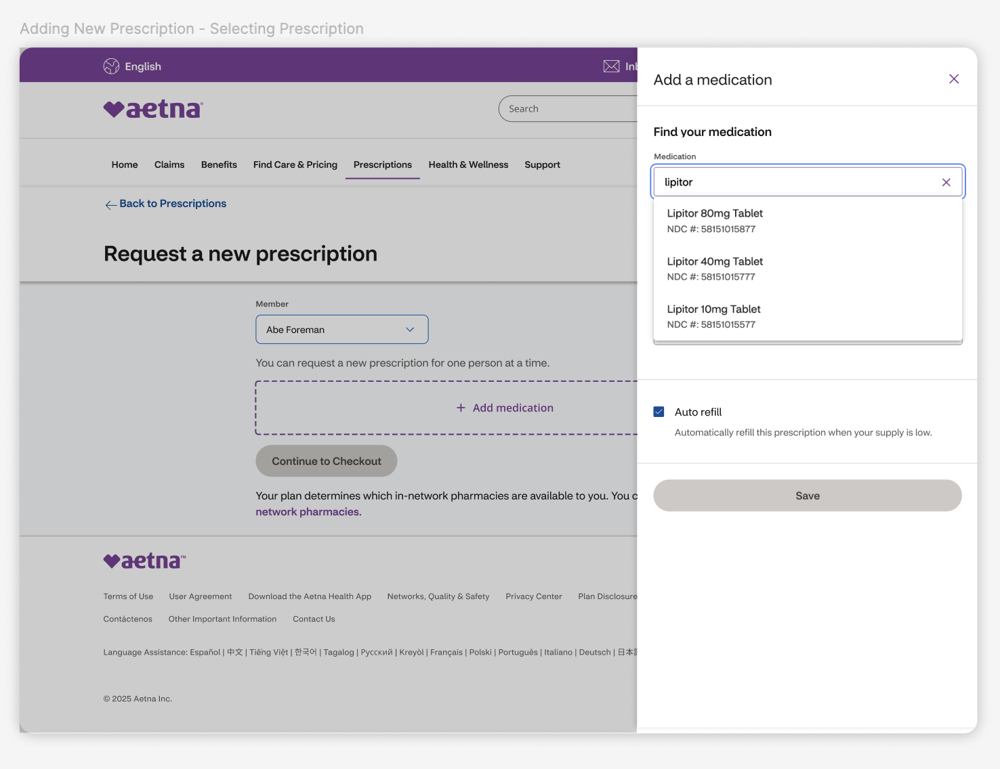 Adding New Prescription - Selecting Prescription
English
Inb
aetna
Search
Home Claims Benefits Find Care & Pricing Prescriptions Health & Wellness Support
Back to Prescriptions
Request a new prescription
Member
Abe Foreman
You can request a new prescription for one person at a time.
+ Add medication
Continue to Checkout
Your plan determines which in-network pharmacies are available to you. You c
network pharmacies.
aetna™
Terms of Use User Agreement Download the Aetna Health App Networks, Quality & Safety Privacy Center Plan Disclosure
Contáctenos Other Important Information Contact Us
Language Assistance: Español | 中文 | Tiếng Việt | 한국어 | Tagalog | Русский | Kreyòl | Français | Polski | Português | Italiano | Deutsch | 日本語
© 2025 Aetna Inc.
Add a medication
Find your medication
Medication
lipitor
Lipitor 80mg Tablet
NDC #: 58151015877
Lipitor 40mg Tablet
NDC #: 58151015777
Lipitor 10mg Tablet
NDC #: 58151015577
Auto refill
Automatically refill this prescription when your supply is low.
Save